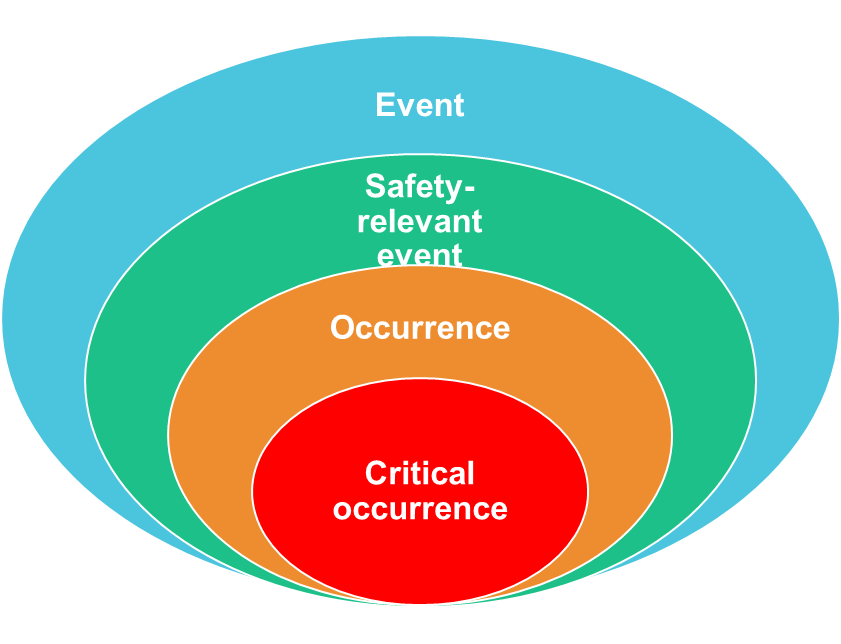 Event
Safety-
relevant
event
Occurrence
Critical
occurrence